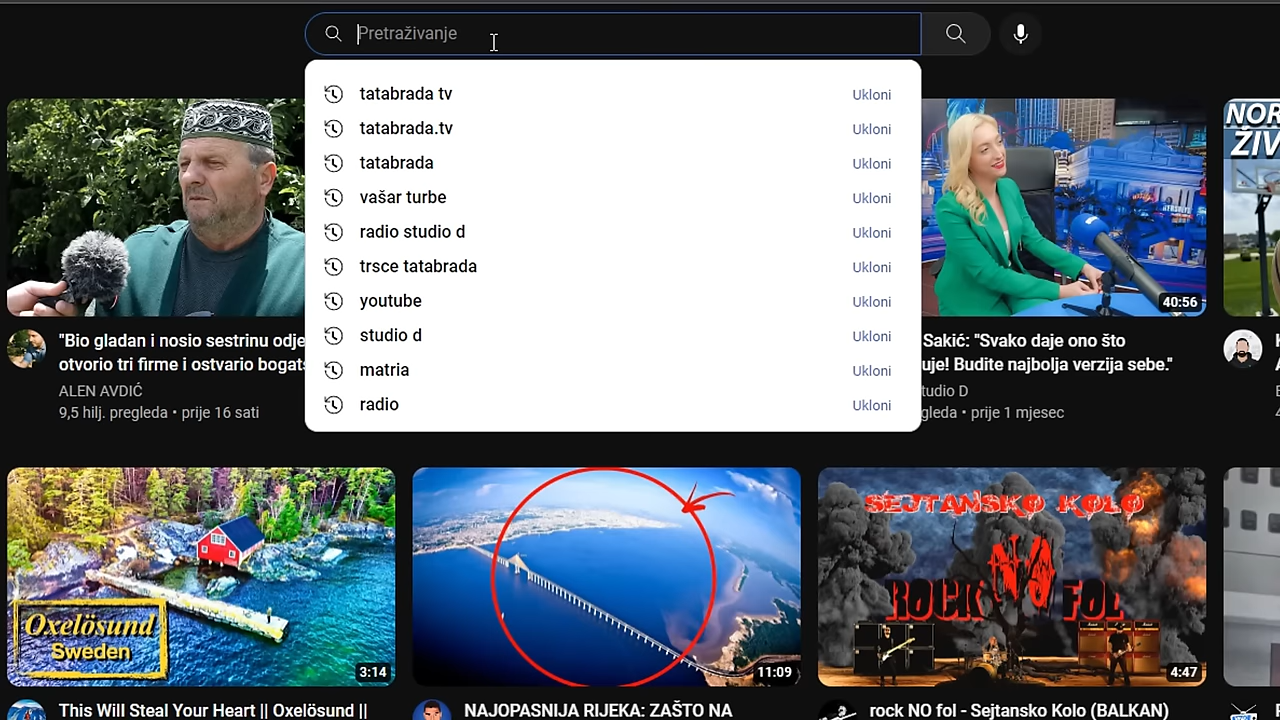 Pretraživanje
tatabrada tv Ukloni
tatabrada.tv Ukloni
tatabrada Ukloni
vašar turbe Ukloni
radio studio d Ukloni
trsce tatabrada Ukloni
youtube Ukloni
studio d Ukloni
matria Ukloni
radio Ukloni
"Bio gladan i nosio sestrinu odje
otvorio tri firme i ostvario bogats
ALEN AVDIĆ
9,5 hilj. pregleda • prije 16 sati
40:56
Sakić: "Svako daje ono što
uje! Budite najbolja verzija sebe."
tudio D
gleda • prije 1 mjesec
NOR
ŽIV
Oxelösund
Sweden
3:14
This Will Steal Your Heart || Oxelösund ||
11:09
NAJOPASNIJA RIJEKA: ZAŠTO NA
SEJTANSKO KOLO
ROCK NO FOL
4:47
rock NO fol - Sejtansko Kolo (BALKAN)